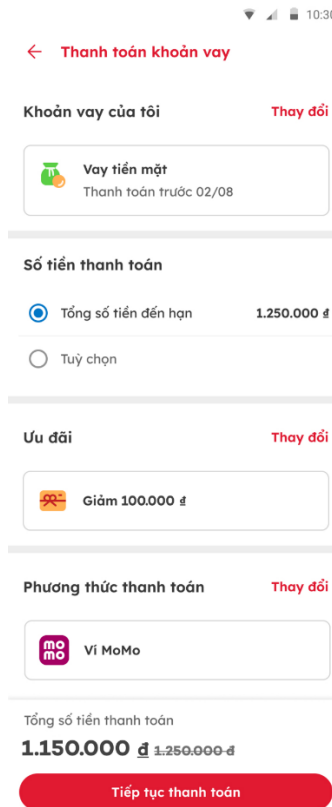 10:30
Thanh toán khoản vay
Khoản vay của tôi Thay đổi
Vay tiền mặt
Thanh toán trước 02/08
Số tiền thanh toán
Tổng số tiền đến hạn 1.250.000 ₫
Tuỳ chọn
Ưu đãi Thay đổi
Giảm 100.000 ₫
Phương thức thanh toán Thay đổi
mo
mo
Ví MoMo
Tổng số tiền thanh toán
1.150.000 ₫ 1.250.000 ₫
Tiếp tục thanh toán